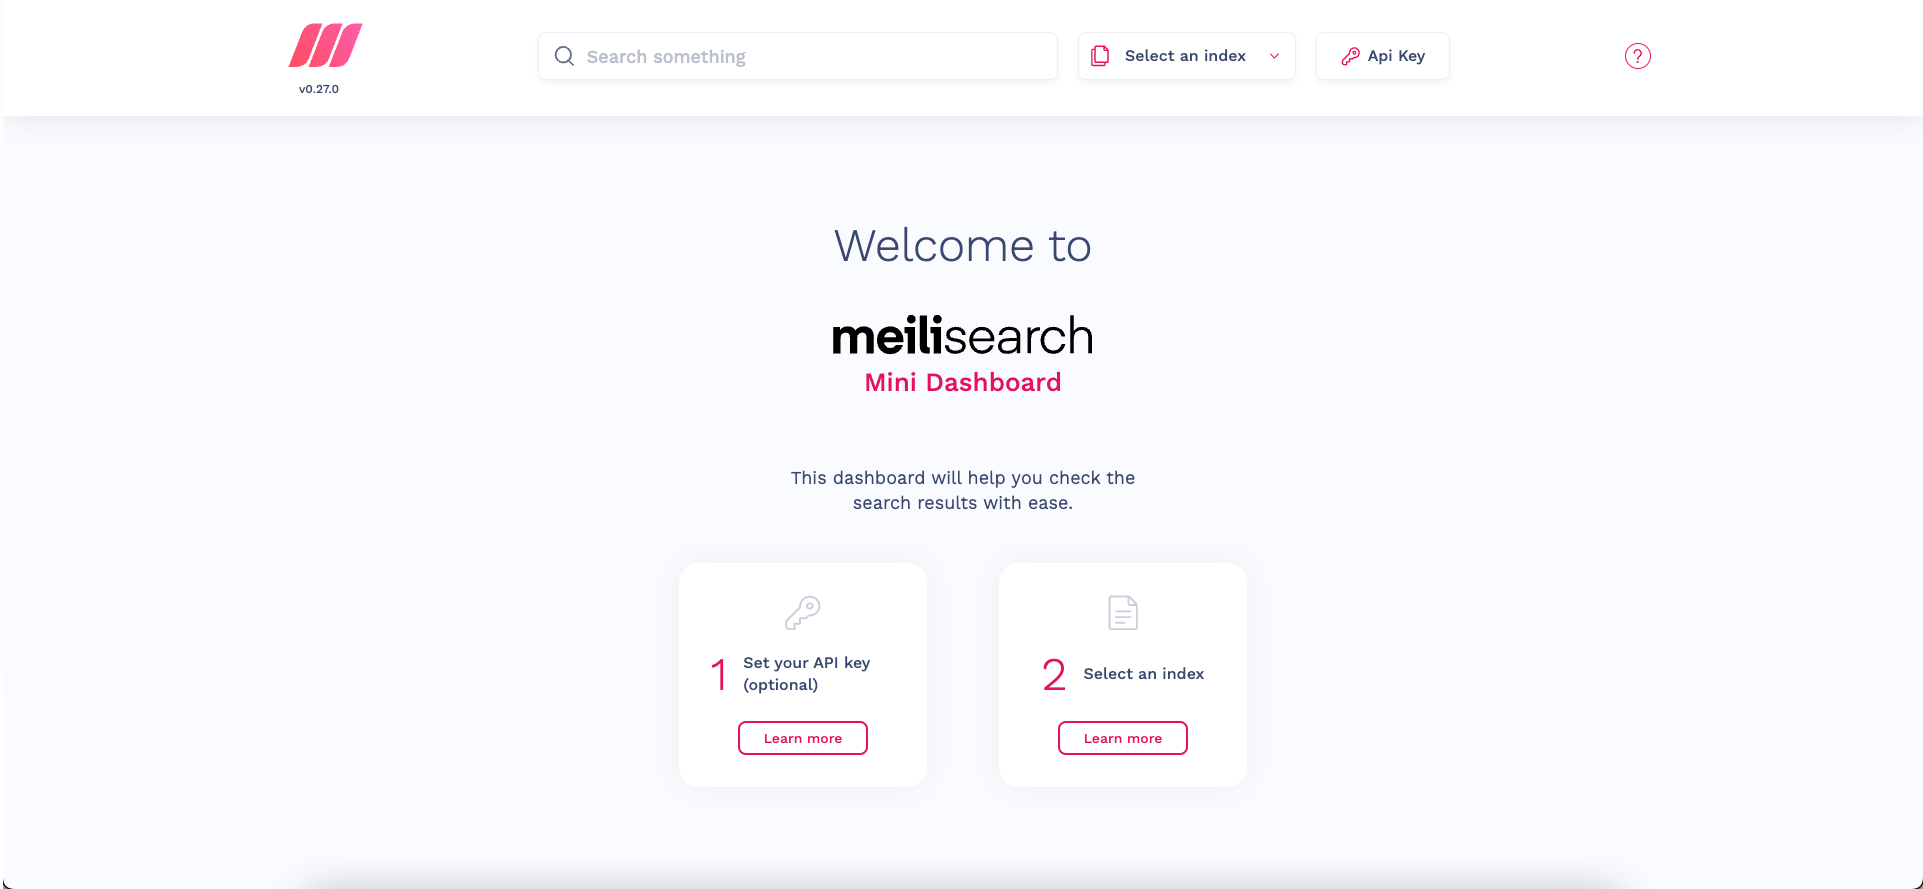 v0.27.0
Search something
Select an index
Api Key
?
Welcome to
meilisearch
Mini Dashboard
This dashboard will help you check the
search results with ease.
1
Set your API key
(optional)
Learn more
2
Select an index
Learn more